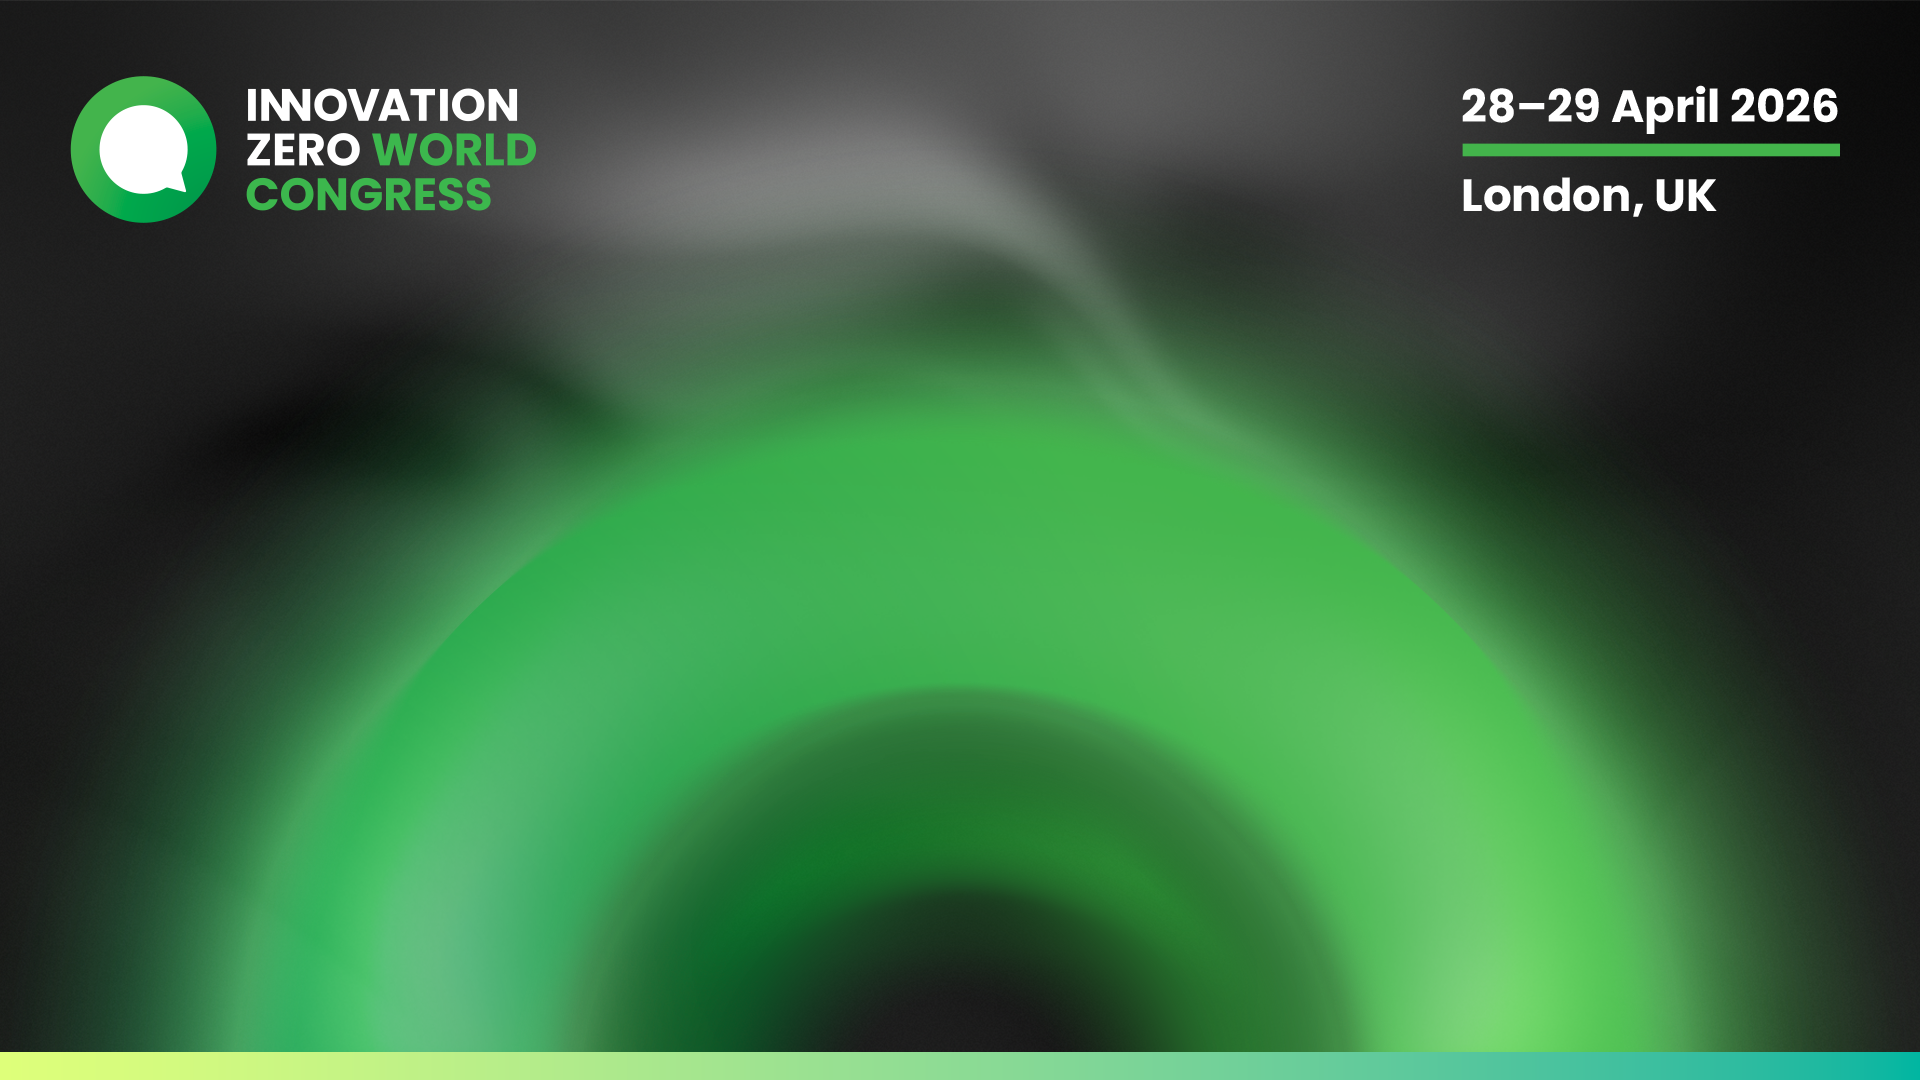 INNOVATION
ZERO WORLD
CONGRESS
28–29 April 2026
London, UK